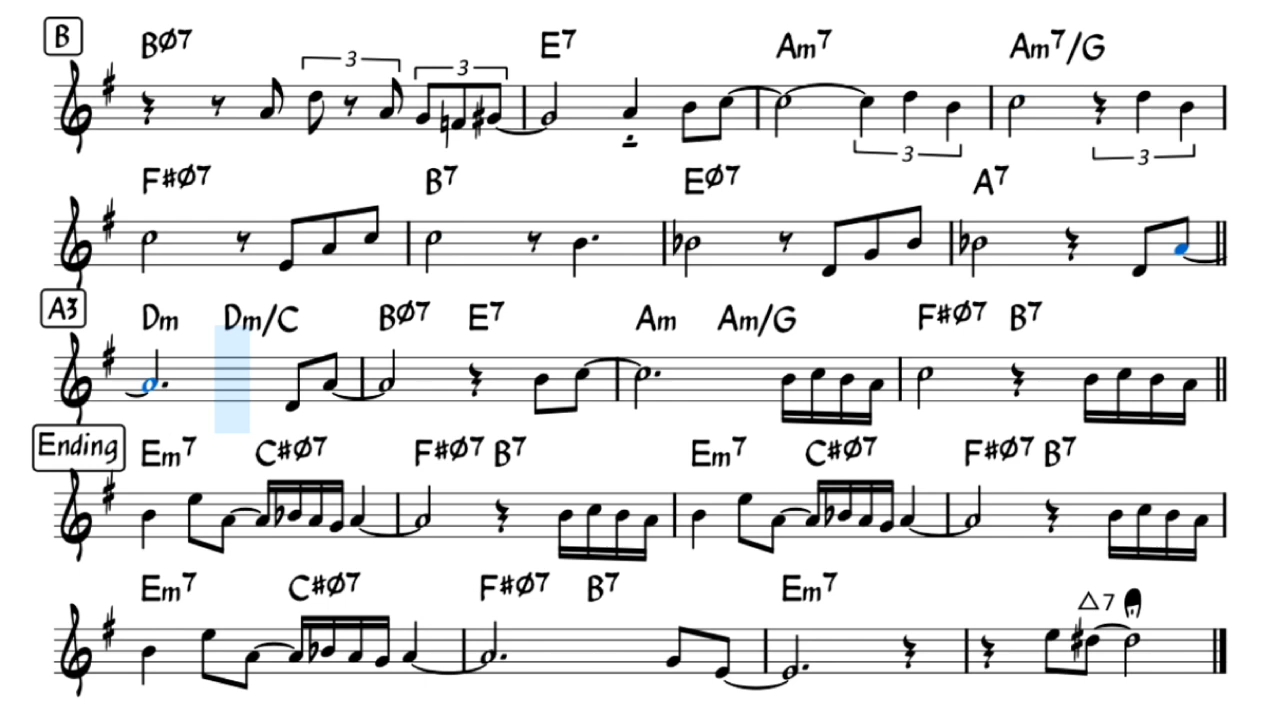 B
BØ7 E7 Am7 Am7/G
3 3 3 3
F#Ø7 B7 EØ7 A7
A3
Dm Dm/C BØ7 E7 Am Am/G F#Ø7 B7
Ending
Em7 C#Ø7 F#Ø7 B7 Em7 C#Ø7 F#Ø7 B7
Em7 C#Ø7 F#Ø7 B7 Em7 △7